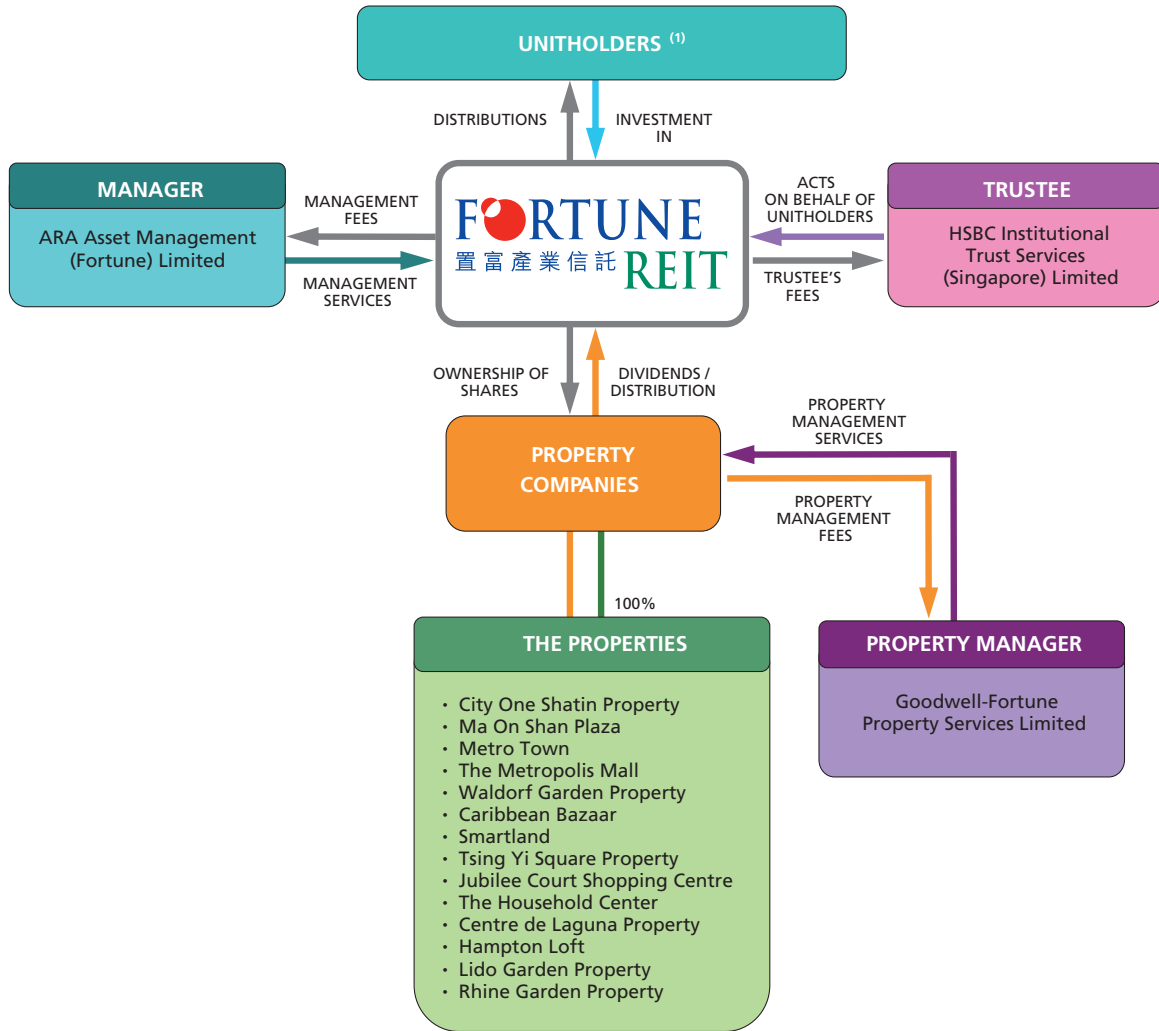 UNITHOLDERS (1)
DISTRIBUTIONS
INVESTMENT
IN
MANAGER
ARA Asset Management
(Fortune) Limited
MANAGEMENT
FEES
MANAGEMENT
SERVICES
FORTUNE
置富產業信託 REIT
ACTS
ON BEHALF OF
UNITHOLDERS
TRUSTEE'S
FEES
TRUSTEE
HSBC Institutional
Trust Services
(Singapore) Limited
OWNERSHIP OF
SHARES
DIVIDENDS /
DISTRIBUTION
PROPERTY
COMPANIES
PROPERTY
MANAGEMENT
SERVICES
PROPERTY
MANAGEMENT
FEES
100%
THE PROPERTIES
• City One Shatin Property
• Ma On Shan Plaza
• Metro Town
• The Metropolis Mall
• Waldorf Garden Property
• Caribbean Bazaar
• Smartland
• Tsing Yi Square Property
• Jubilee Court Shopping Centre
• The Household Center
• Centre de Laguna Property
• Hampton Loft
• Lido Garden Property
• Rhine Garden Property
PROPERTY MANAGER
Goodwell-Fortune
Property Services Limited